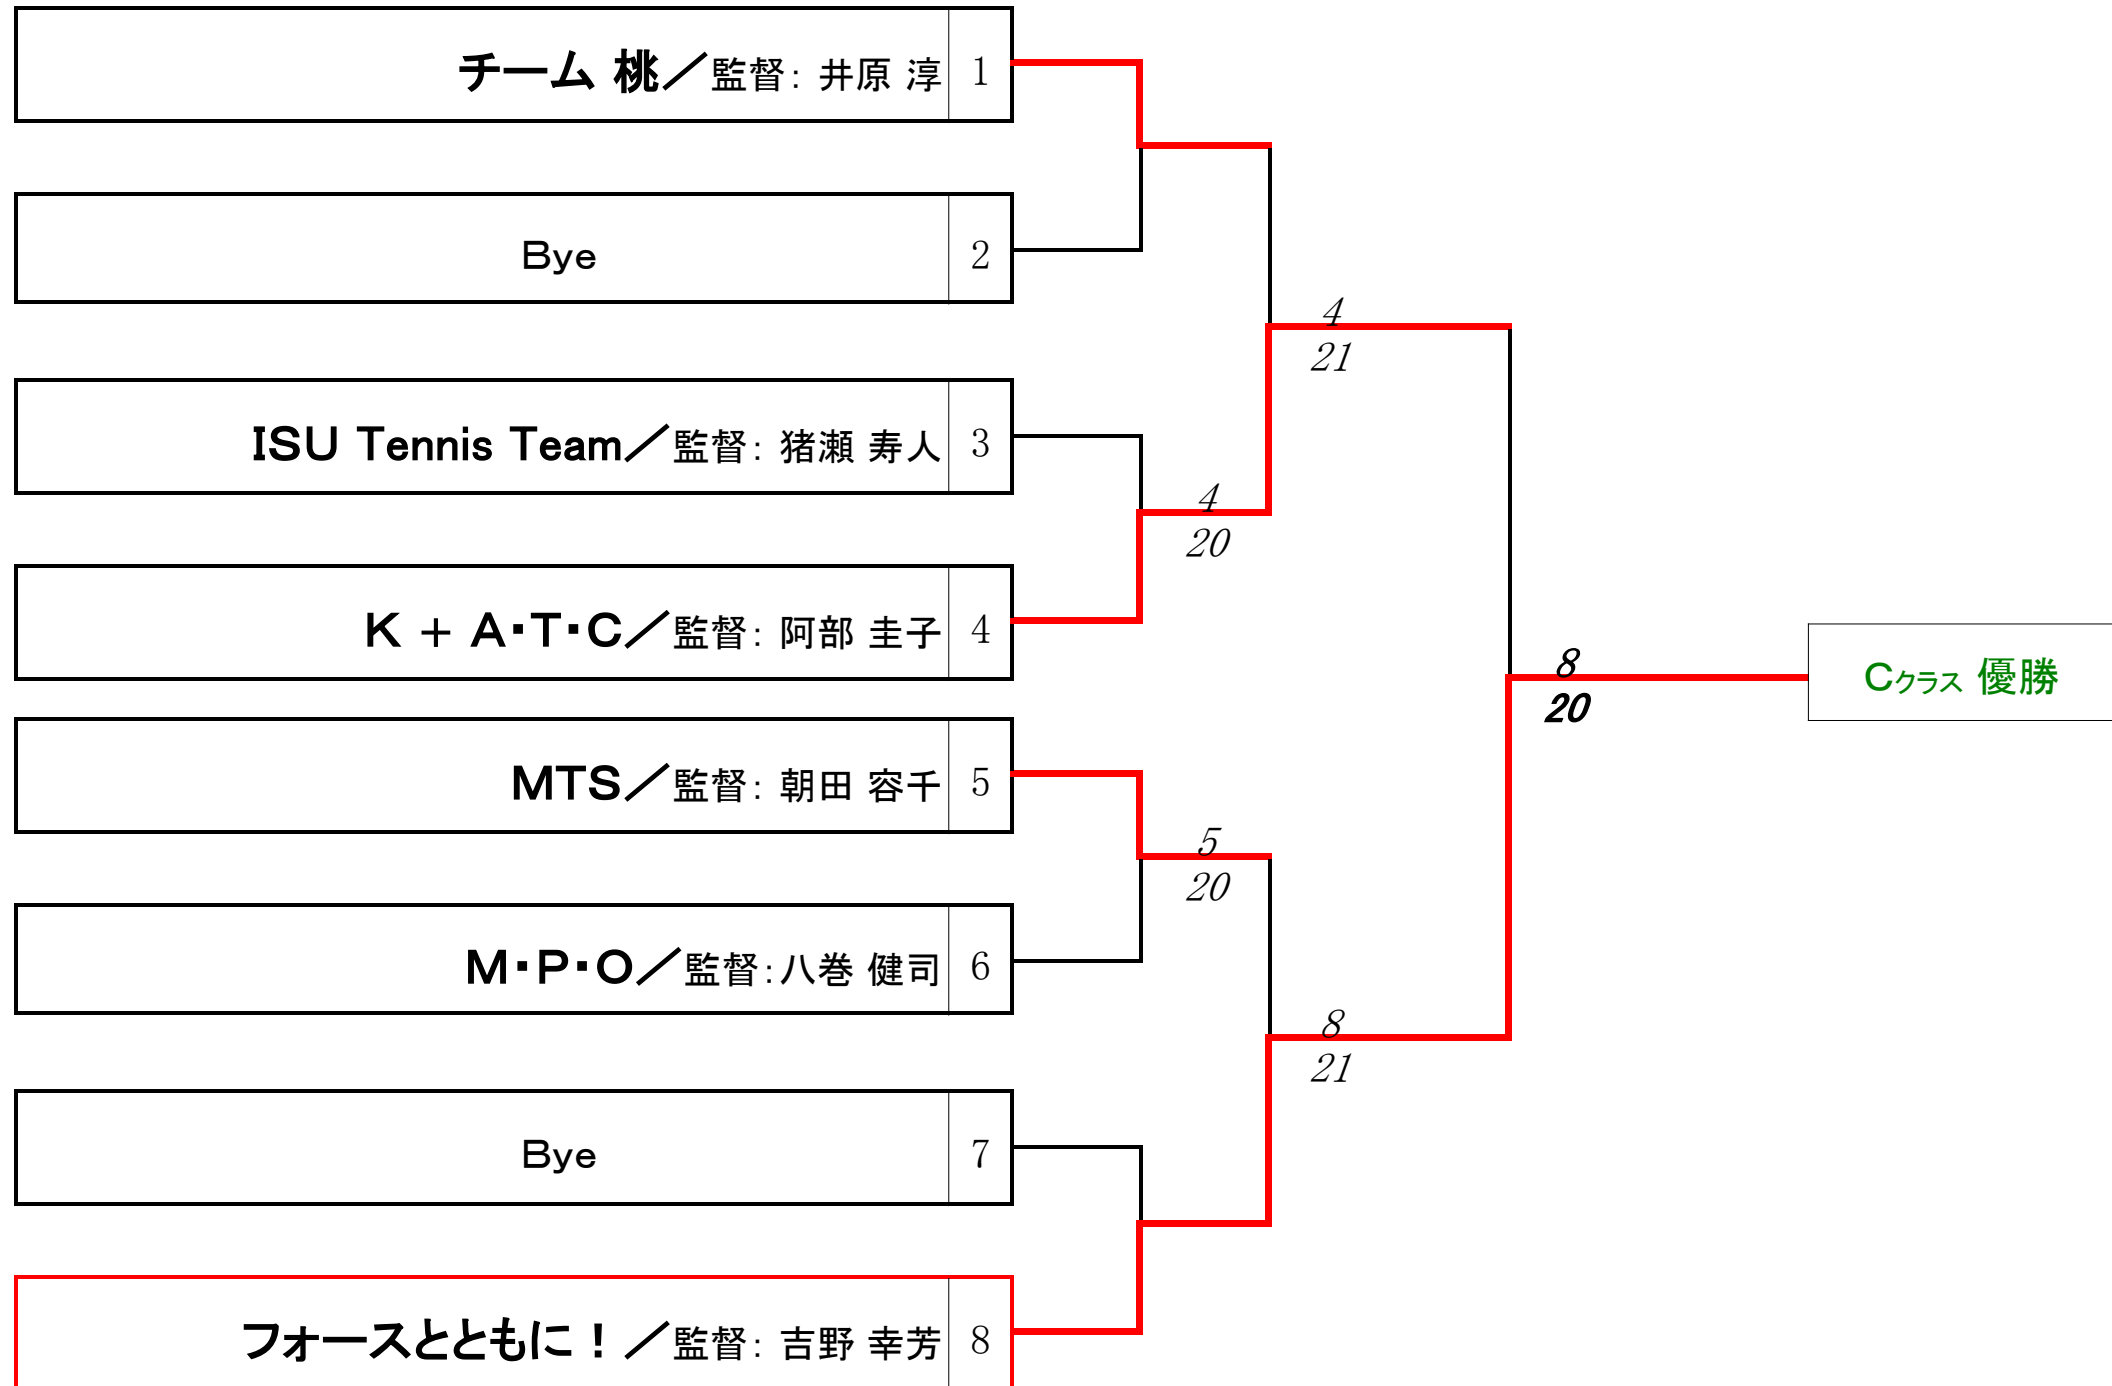 チーム 桃／監督: 井原 淳 1
Bye 2
4
21
ISU Tennis Team／監督: 猪瀬 寿人 3
4
20
K + A・T・C／監督: 阿部 圭子 4
8
20
Cクラス 優勝
MTS／監督: 朝田 容千 5
5
20
M・P・O／監督:八巻 健司 6
8
21
Bye 7
フォースとともに！／監督: 吉野 幸芳 8